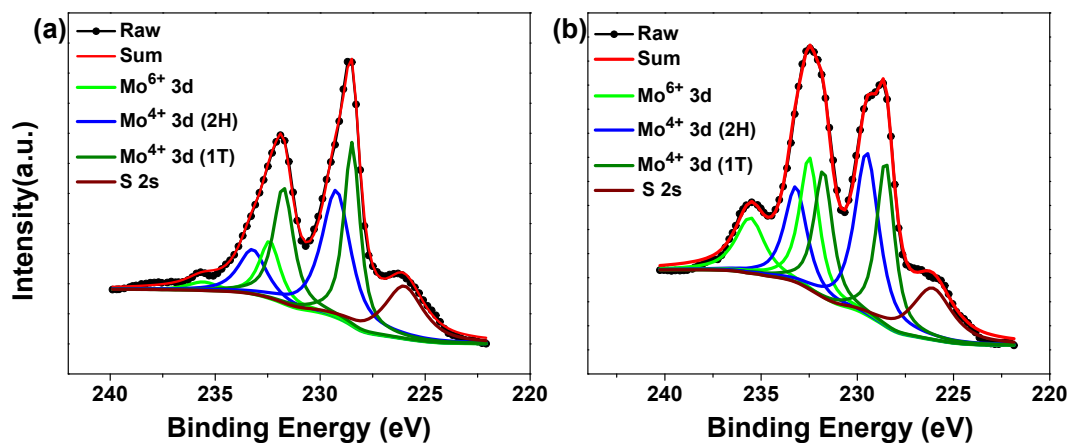 (a)
Raw
Sum
Mo⁶⁺ 3d
Mo⁴⁺ 3d (2H)
Mo⁴⁺ 3d (1T)
S 2s
Intensity(a.u.)
240 235 230 225 220
Binding Energy (eV)
(b)
Raw
Sum
Mo⁶⁺ 3d
Mo⁴⁺ 3d (2H)
Mo⁴⁺ 3d (1T)
S 2s
240 235 230 225 220
Binding Energy (eV)